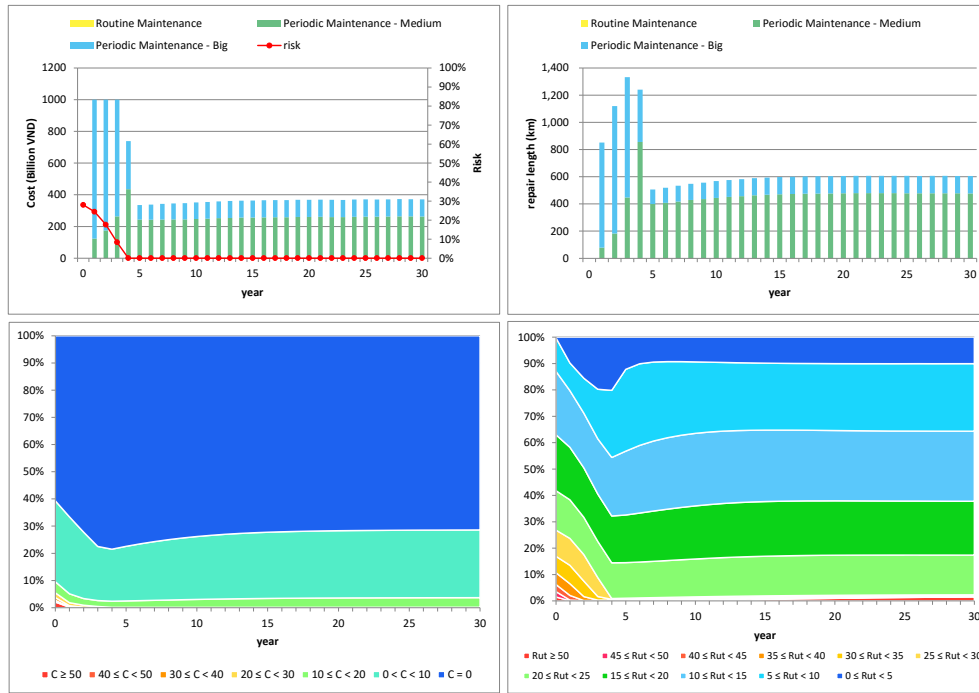 Routine Maintenance
Periodic Maintenance - Medium
Periodic Maintenance - Big
risk
1200
1000
800
600
400
200
0
Cost (Billion VND)
100%
90%
80%
70%
60%
50%
40%
30%
20%
10%
0%
Risk
0 5 10 15 20 25 30
year
Routine Maintenance
Periodic Maintenance - Medium
Periodic Maintenance - Big
1,400
1,200
1,000
800
600
400
200
0
repair length (km)
0 5 10 15 20 25 30
year
100%
90%
80%
70%
60%
50%
40%
30%
20%
10%
0%
0 5 10 15 20 25 30
year
C ≥ 50 40 ≤ C < 50 30 ≤ C < 40 20 ≤ C < 30 10 ≤ C < 20 0 < C < 10 C = 0
100%
90%
80%
70%
60%
50%
40%
30%
20%
10%
0%
0 5 10 15 20 25 30
year
Rut ≥ 50 45 ≤ Rut < 50 40 ≤ Rut < 45 35 ≤ Rut < 40 30 ≤ Rut < 35 25 ≤ Rut < 30
20 ≤ Rut < 25 15 ≤ Rut < 20 10 ≤ Rut < 15 5 ≤ Rut < 10 0 ≤ Rut < 5